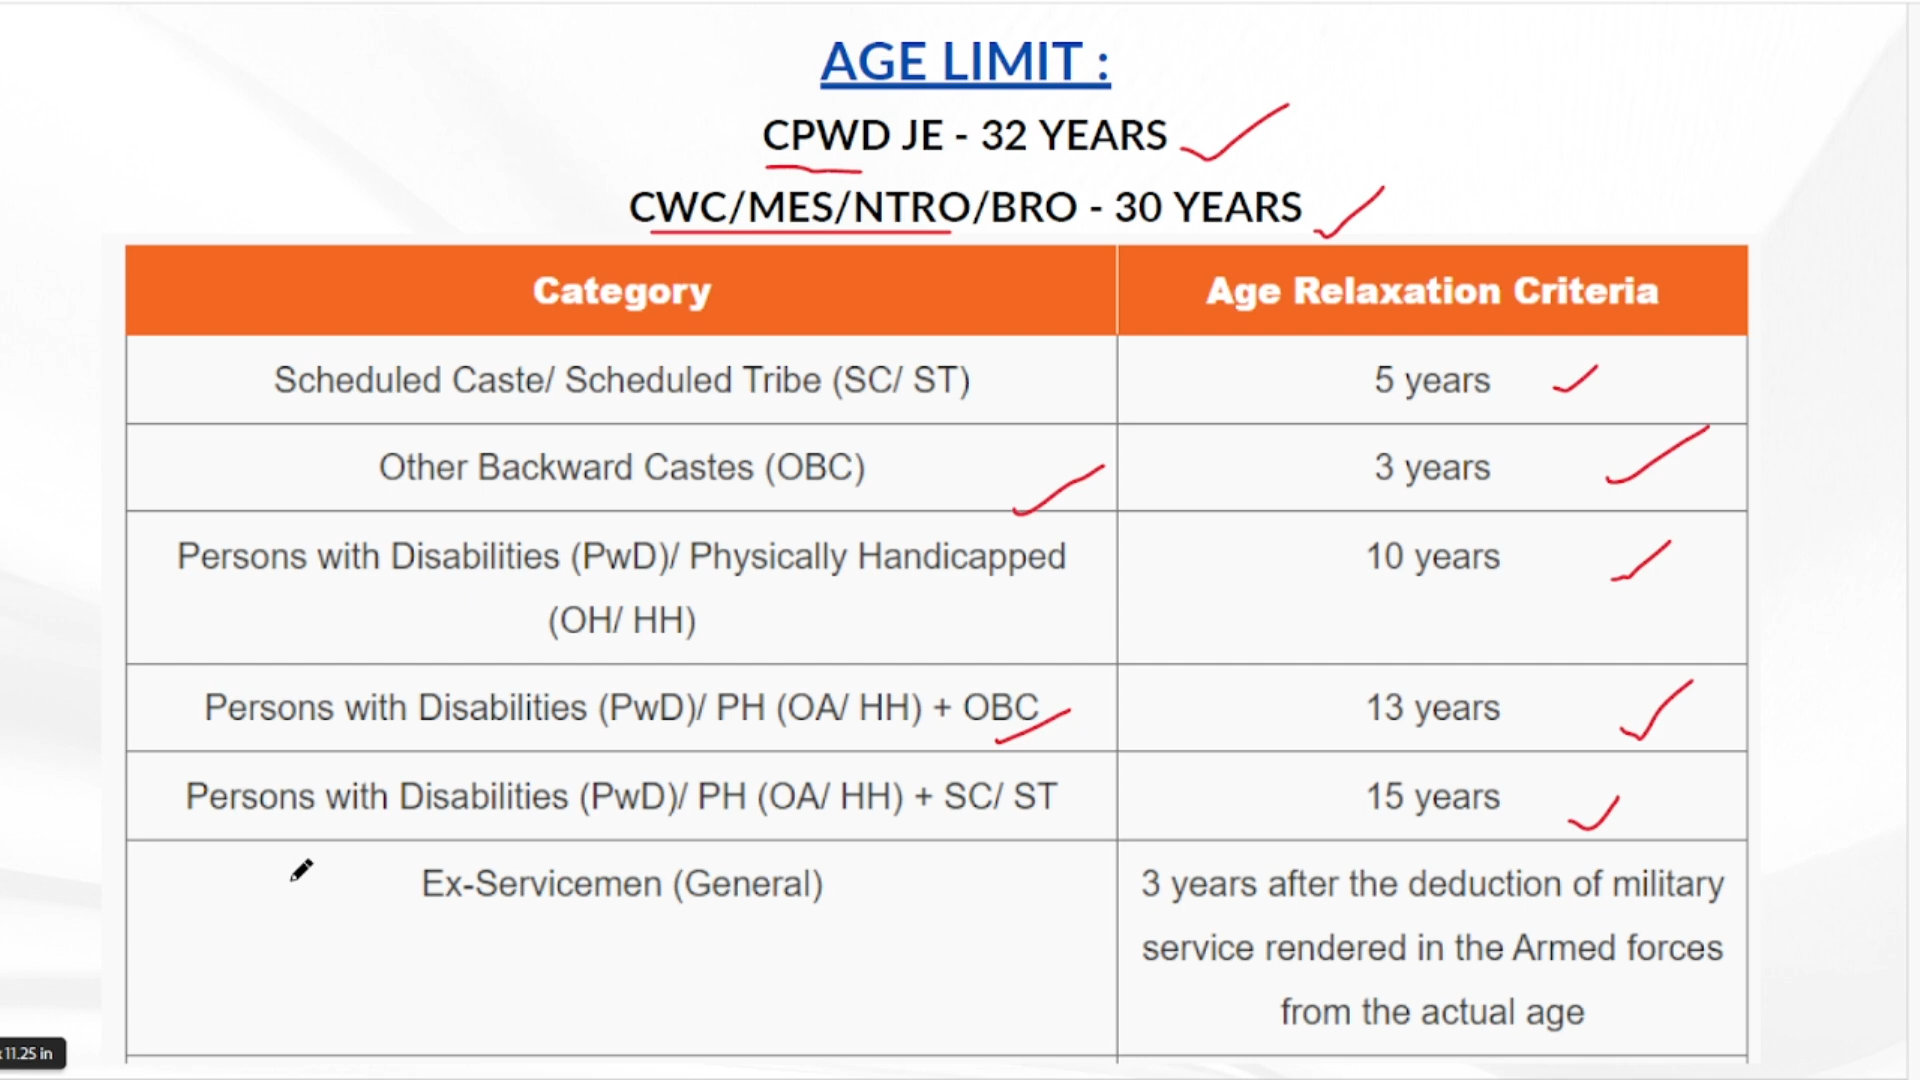 AGE LIMIT :
CPWD JE - 32 YEARS
CWC/MES/NTRO/BRO - 30 YEARS
Category
Age Relaxation Criteria
Scheduled Caste/ Scheduled Tribe (SC/ ST)
5 years
Other Backward Castes (OBC)
3 years
Persons with Disabilities (PwD)/ Physically Handicapped
(OH/ HH)
10 years
Persons with Disabilities (PwD)/ PH (OA/ HH) + OBC
13 years
Persons with Disabilities (PwD)/ PH (OA/ HH) + SC/ ST
15 years
Ex-Servicemen (General)
3 years after the deduction of military
service rendered in the Armed forces
from the actual age
11.25 in